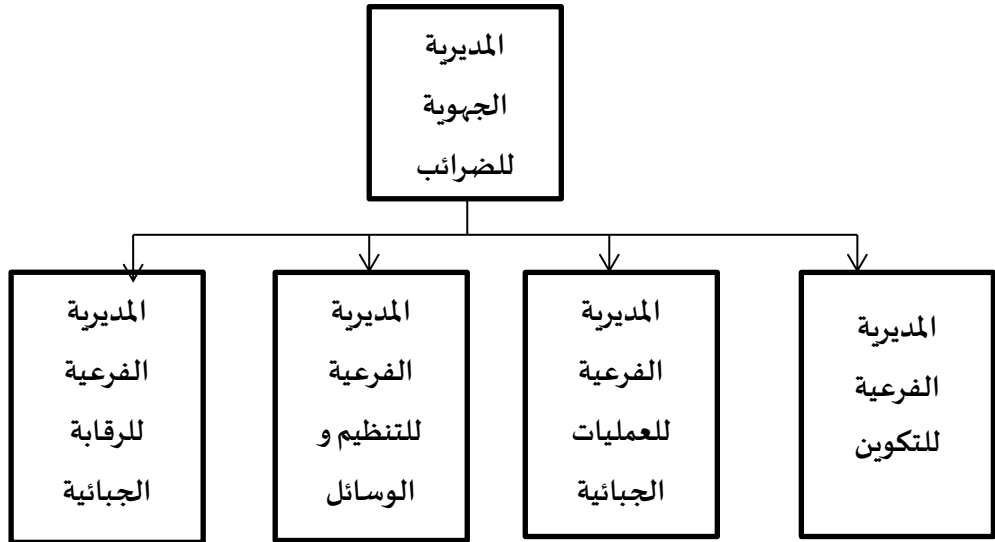 المديرية
الجهوية
للضرائب
المديرية
الفرعية
للتكوين
المديرية
الفرعية
للعمليات
الجبائية
المديرية
الفرعية
للتنظيم و
الوسائل
المديرية
الفرعية
للرقابة
الجبائية